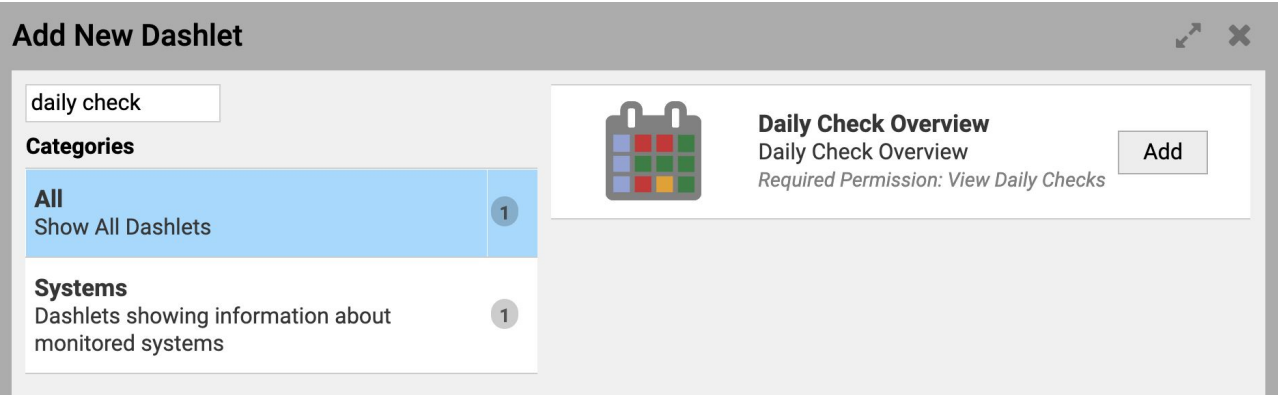 Add New Dashlet
daily check
Categories
All
Show All Dashlets
1
Systems
Dashlets showing information about
monitored systems
1
Daily Check Overview
Daily Check Overview
Required Permission: View Daily Checks
Add